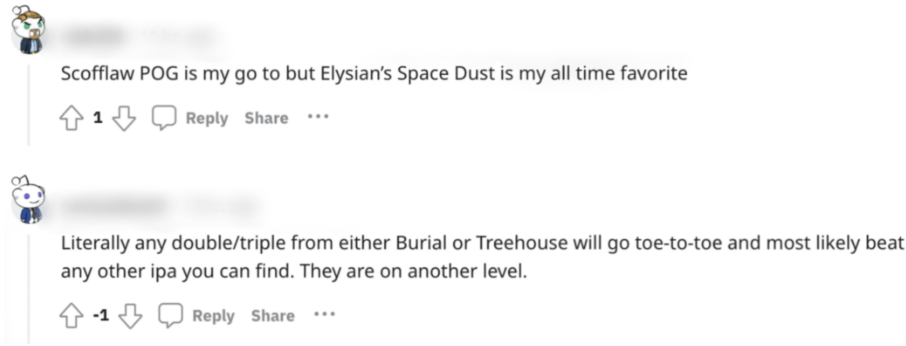 Scofflaw POG is my go to but Elysian’s Space Dust is my all time favorite
1 Reply Share ...
Literally any double/triple from either Burial or Treehouse will go toe-to-toe and most likely beat
any other ipa you can find. They are on another level.
-1 Reply Share ...